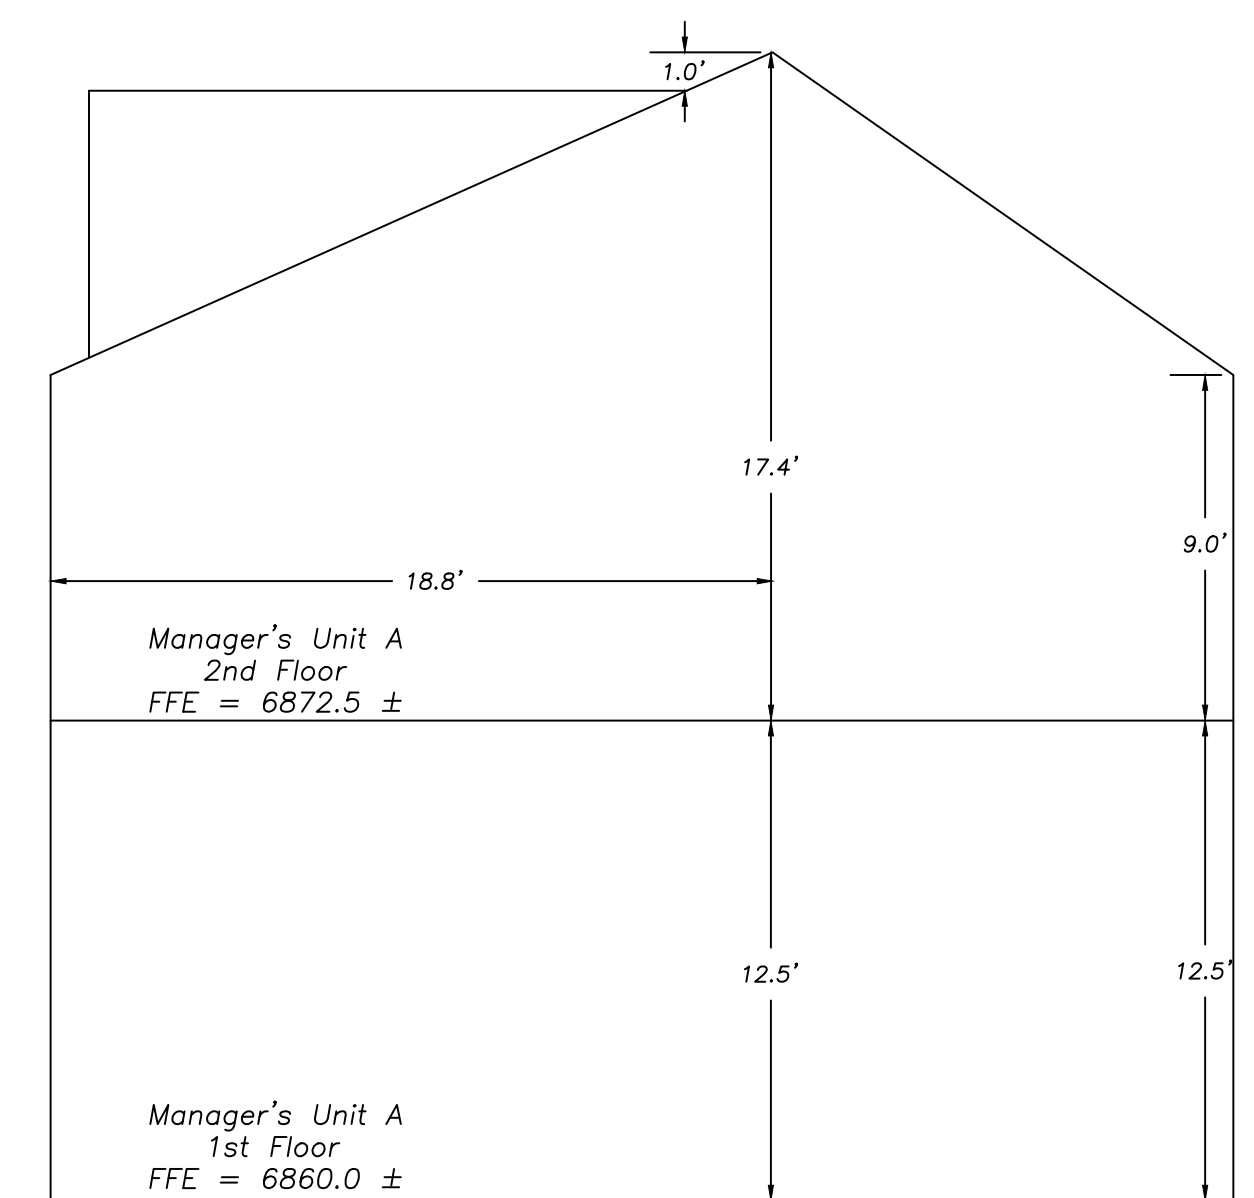 1.0'
17.4'
9.0'
18.8'
Manager's Unit A
2nd Floor
FFE = 6872.5 ±
12.5'
12.5'
Manager's Unit A
1st Floor
FFE = 6860.0 ±